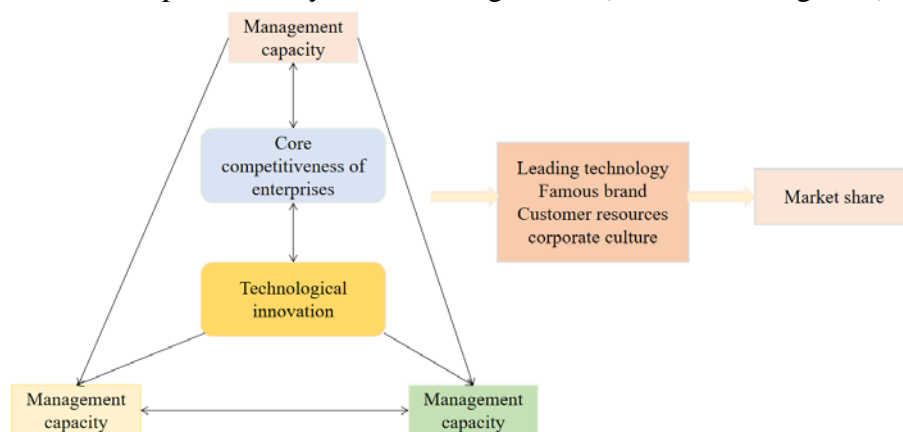 Management
capacity
Core
competitiveness of
enterprises
Leading technology
Famous brand
Customer resources
corporate culture
Market share
Technological
innovation
Management
capacity
Management
capacity